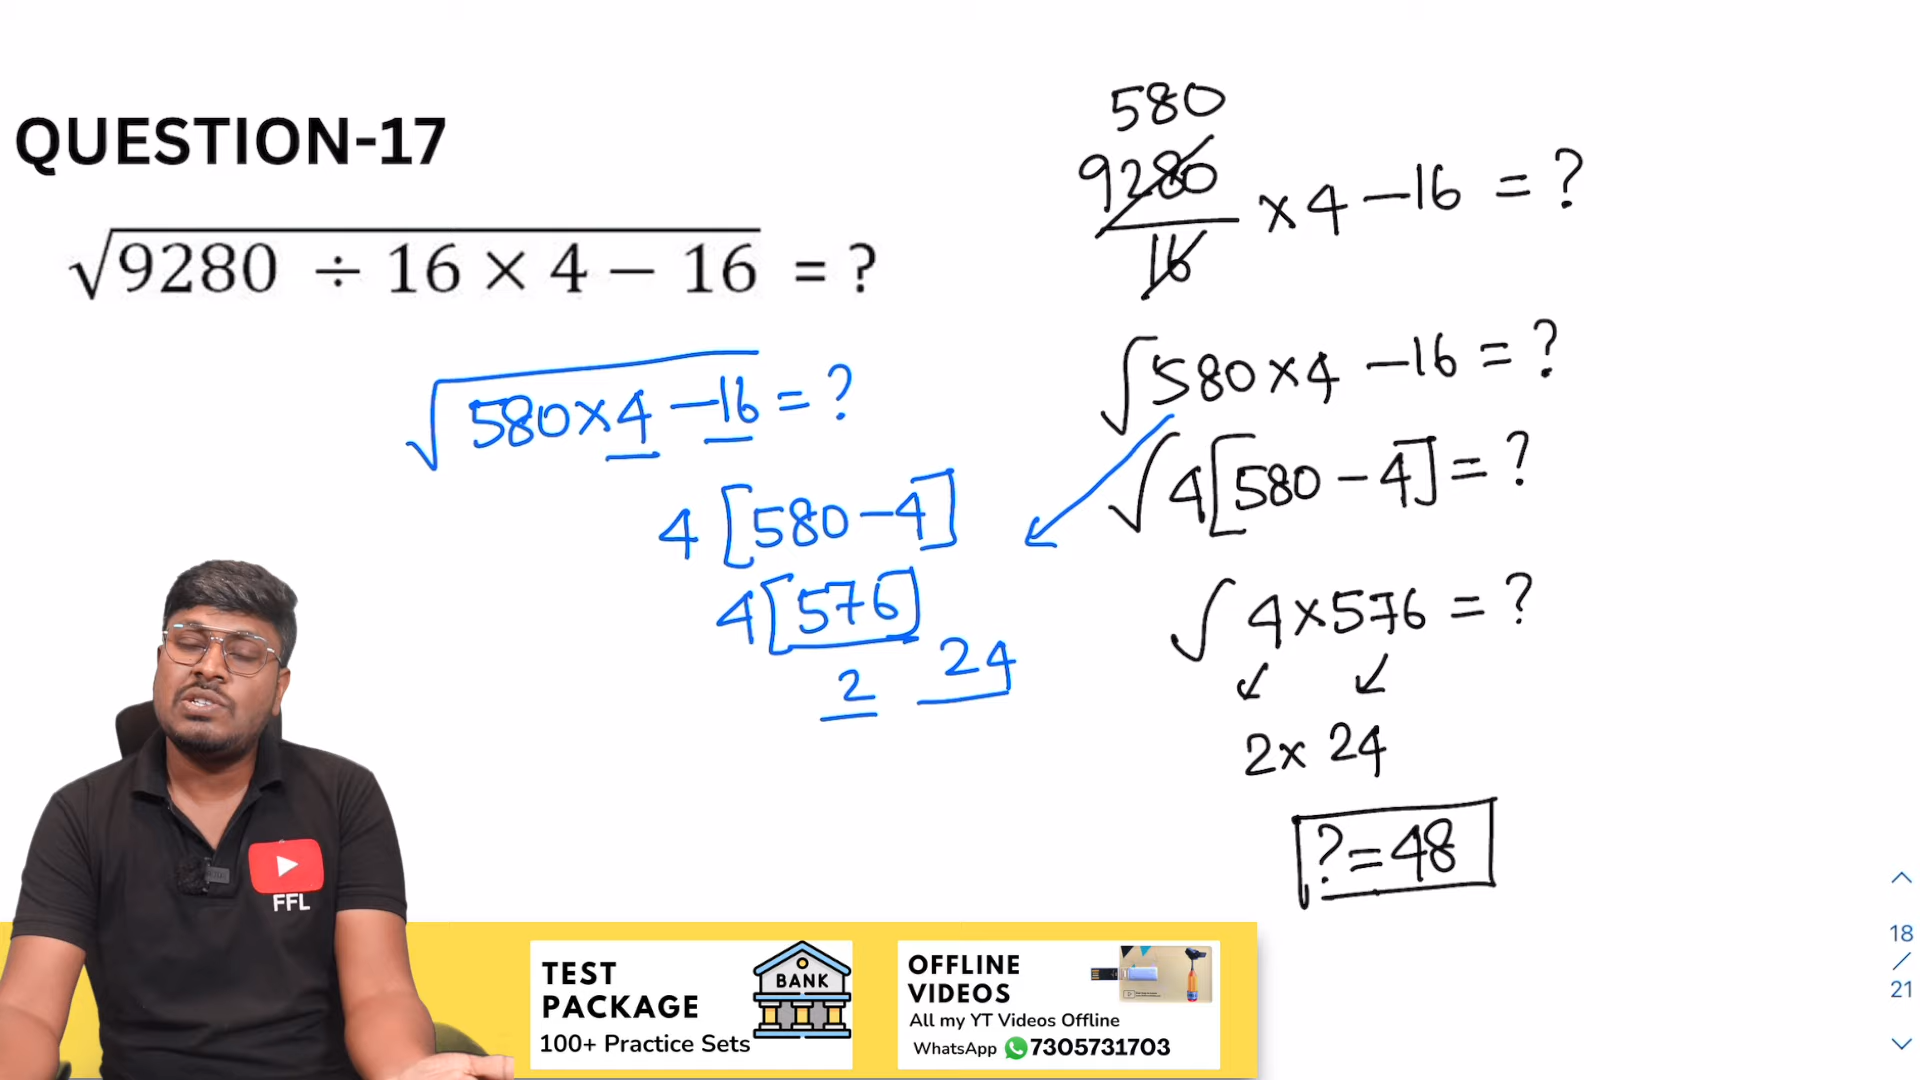 QUESTION-17
√9280 ÷ 16 × 4 − 16 = ?
√580×4 −16 = ?
4 [580−4]
4 [576]
2 24
580
9280
16
×4 −16 = ?
√580×4 −16 = ?
√4[580−4] = ?
√4×576 = ?
2× 24
?=48
FFL
TEST
PACKAGE
100+ Practice Sets
BANK
OFFLINE
VIDEOS
All my YT Videos Offline
WhatsApp 7305731703
18
/
21